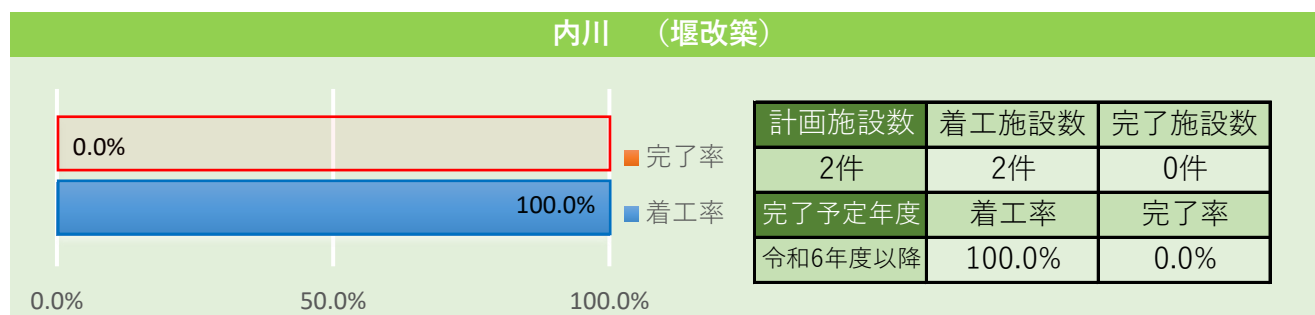 内川　（堰改築）
0.0%
100.0%
完了率
着工率
0.0% 50.0% 100.0%
計画施設数 着工施設数 完了施設数
2件 2件 0件
完了予定年度 着工率 完了率
令和6年度以降 100.0% 0.0%